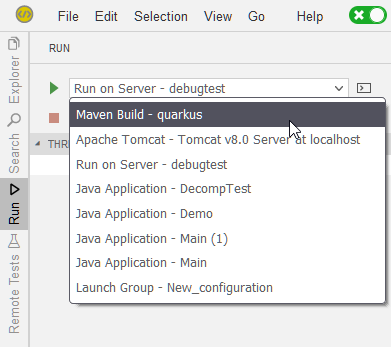 File Edit Selection View Go Help
RUN
Explorer
Search
Run
Remote Tests
Run on Server - debugtest
Maven Build - quarkus
Apache Tomcat - Tomcat v8.0 Server at localhost
Run on Server - debugtest
Java Application - DecompTest
Java Application - Demo
Java Application - Main (1)
Java Application - Main
Launch Group - New_configuration